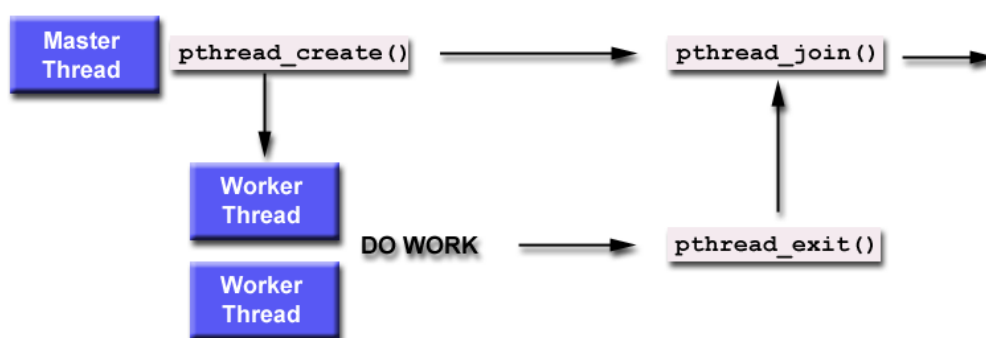 Master
Thread
pthread_create()
pthread_join()
Worker
Thread
DO WORK
pthread_exit()
Worker
Thread